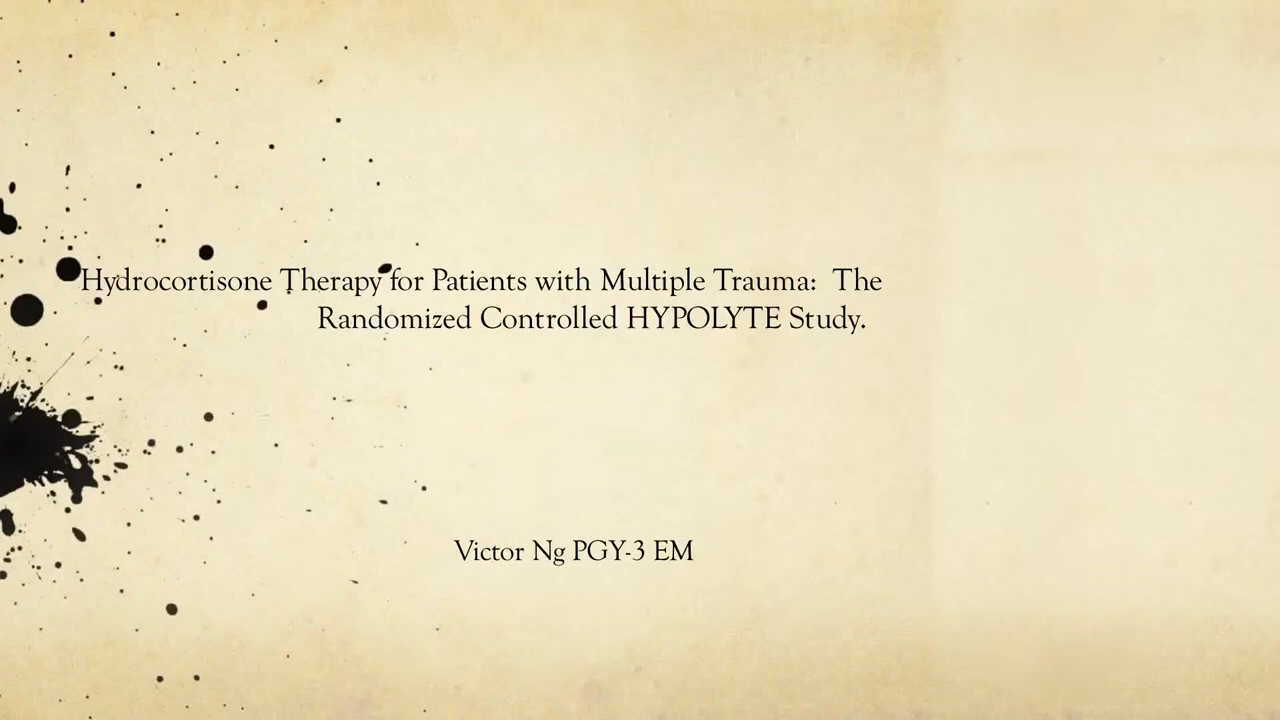 Hydrocortisone Therapy for Patients with Multiple Trauma:  The
Randomized Controlled HYPOLYTE Study.
Victor Ng PGY-3 EM